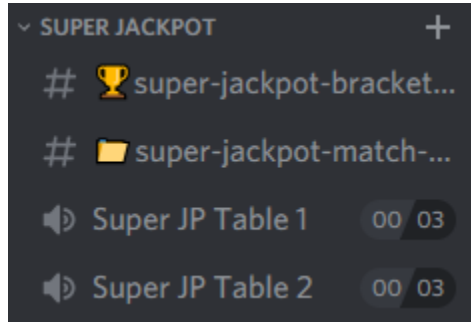 SUPER JACKPOT +
# 🏆super-jackpot-bracket...
# 📁super-jackpot-match-...
Super JP Table 1 00/03
Super JP Table 2 00/03